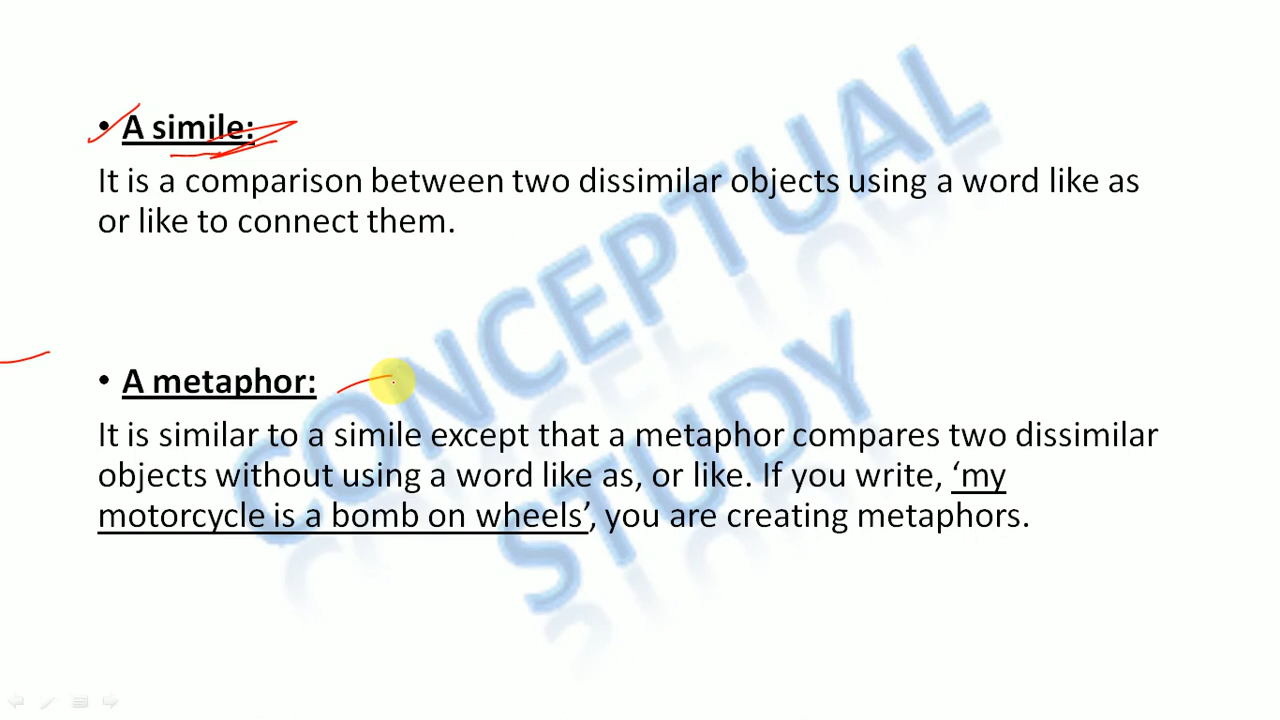 • A simile:
It is a comparison between two dissimilar objects using a word like as
or like to connect them.
• A metaphor:
It is similar to a simile except that a metaphor compares two dissimilar
objects without using a word like as, or like. If you write, ‘my
motorcycle is a bomb on wheels’, you are creating metaphors.
CONCEPTUAL
STUDY